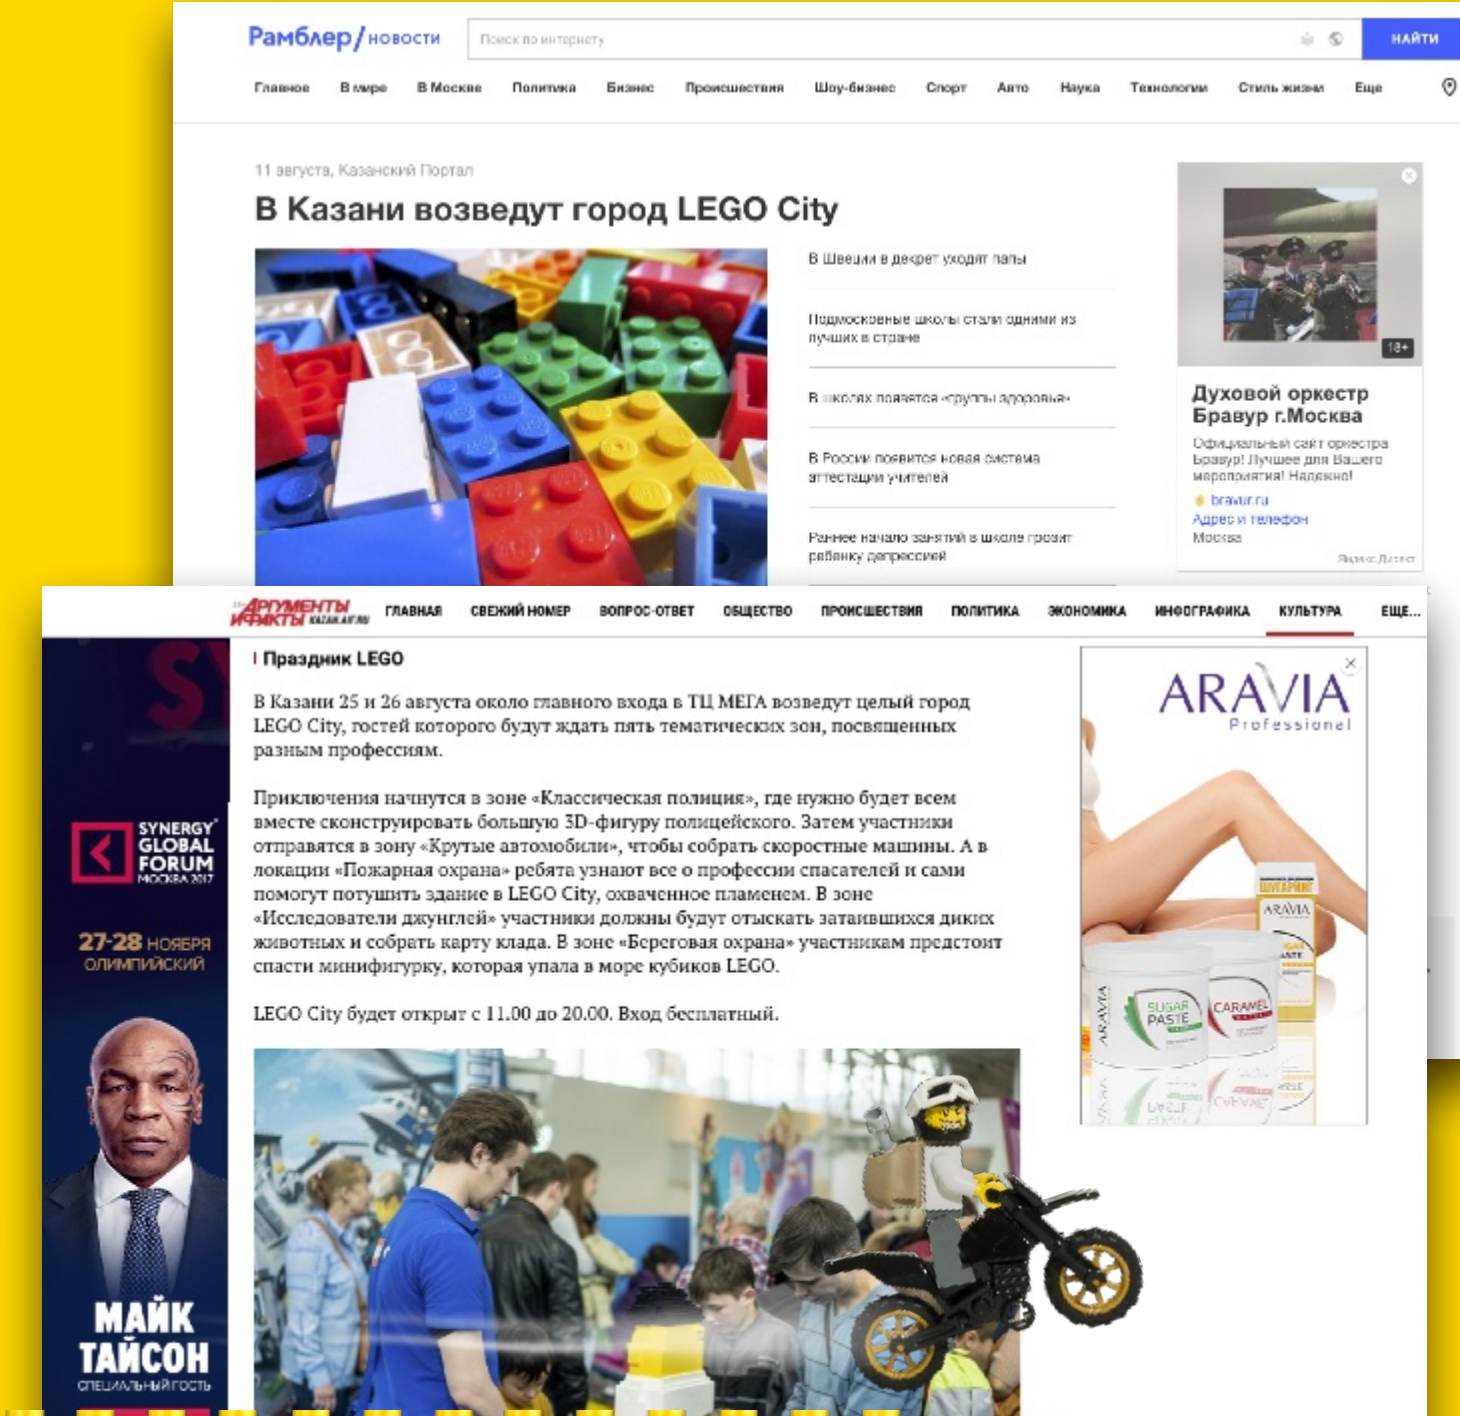 Рамблер/новости
Поиск по интернету
НАЙТИ
Главное В мире В Москве Политика Бизнес Происшествия Шоу-бизнес Спорт Авто Наука Технологии Стиль жизни Еще
11 августа, Казанский Портал
В Казани возведут город LEGO City
В Швеции в декрет уходят папы
Подмосковные школы стали одними из
лучших в стране
В школах появятся «группы здоровья»
В России появится новая система
аттестации учителей
Раннее начало занятий в школе грозит
ребенку депрессией
18+
Духовой оркестр
Бравур г.Москва
Официальный сайт оркестра
Бравур! Лучшее для Вашего
мероприятия! Надежно!
bravur.ru
Адрес и телефон
Москва
Яндекс.Директ
АРГУМЕНТЫ
И ФАКТЫ KAZAN.AIF.RU
ГЛАВНАЯ СВЕЖИЙ НОМЕР ВОПРОС-ОТВЕТ ОБЩЕСТВО ПРОИСШЕСТВИЯ ПОЛИТИКА ЭКОНОМИКА ИНФОГРАФИКА КУЛЬТУРА ЕЩЕ...
Праздник LEGO
В Казани 25 и 26 августа около главного входа в ТЦ МЕГА возведут целый город
LEGO City, гостей которого будут ждать пять тематических зон, посвященных
разным профессиям.
Приключения начнутся в зоне «Классическая полиция», где нужно будет всем
вместе сконструировать большую 3D-фигуру полицейского. Затем участники
отправятся в зону «Крутые автомобили», чтобы собрать скоростные машины. А в
локации «Пожарная охрана» ребята узнают все о профессии спасателей и сами
помогут потушить здание в LEGO City, охваченное пламенем. В зоне
«Исследователи джунглей» участники должны будут отыскать затаившихся диких
животных и собрать карту клада. В зоне «Береговая охрана» участникам предстоит
спасти минифигурку, которая упала в море кубиков LEGO.
LEGO City будет открыт с 11.00 до 20.00. Вход бесплатный.
SY
SYNERGY
GLOBAL
FORUM
МОСКВА 2017
27-28 НОЯБРЯ
ОЛИМПИЙСКИЙ
МАЙК
ТАЙСОН
СПЕЦИАЛЬНЫЙ ГОСТЬ
ARAVIA
Professional
ШУГАРИНГ
ARAVIA
ARAVIA
SUGAR
PASTE
CARAMEL